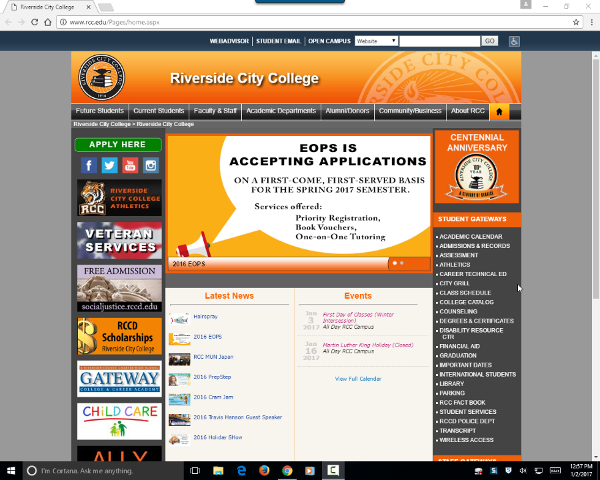 Riverside City College
www.rcc.edu/Pages/home.aspx
WEBADVISOR | STUDENT EMAIL | OPEN CAMPUS Website GO
Riverside City College
Future Students Current Students Faculty & Staff Academic Departments Alumni/Donors Community/Business About RCC
Riverside City College > Riverside City College
APPLY HERE
RCC
RIVERSIDE
CITY COLLEGE
ATHLETICS
VETERAN
SERVICES
FREE ADMISSION
socialjustice.rccd.edu
RCCD
Scholarships
Riverside City College
GATEWAY
COLLEGE & CAREER ACADEMY
CHiLD CARE
ALLY
EOPS IS
ACCEPTING APPLICATIONS
ON A FIRST-COME, FIRST-SERVED BASIS
FOR THE SPRING 2017 SEMESTER.
Services offered:
Priority Registration,
Book Vouchers,
One-on-One Tutoring
2016 EOPS
Latest News
Hairspray
2016 EOPS
RCC MUN Japan
2016 PrepStep
2016 Cram Jam
2016 Travis Henson Guest Speaker
2016 Holiday SHow
Events
Jan
3
2017
First Day of Classes (Winter
Intersession)
All Day RCC Campus
Jan
16
2017
Martin Luther King Holiday (Closed)
All Day RCC Campus
View Full Calendar
CENTENNIAL
ANNIVERSARY
STUDENT GATEWAYS
ACADEMIC CALENDAR
ADMISSIONS & RECORDS
ASSESSMENT
ATHLETICS
CAREER TECHNICAL ED
CITY GRILL
CLASS SCHEDULE
COLLEGE CATALOG
COUNSELING
DEGREES & CERTIFICATES
DISABILITY RESOURCE
CTR
FINANCIAL AID
GRADUATION
IMPORTANT DATES
INTERNATIONAL STUDENTS
LIBRARY
PARKING
RCC FACT BOOK
STUDENT SERVICES
RCCD POLICE DEPT
TRANSCRIPT
WIRELESS ACCESS
I'm Cortana. Ask me anything.
12:57 PM
1/2/2017